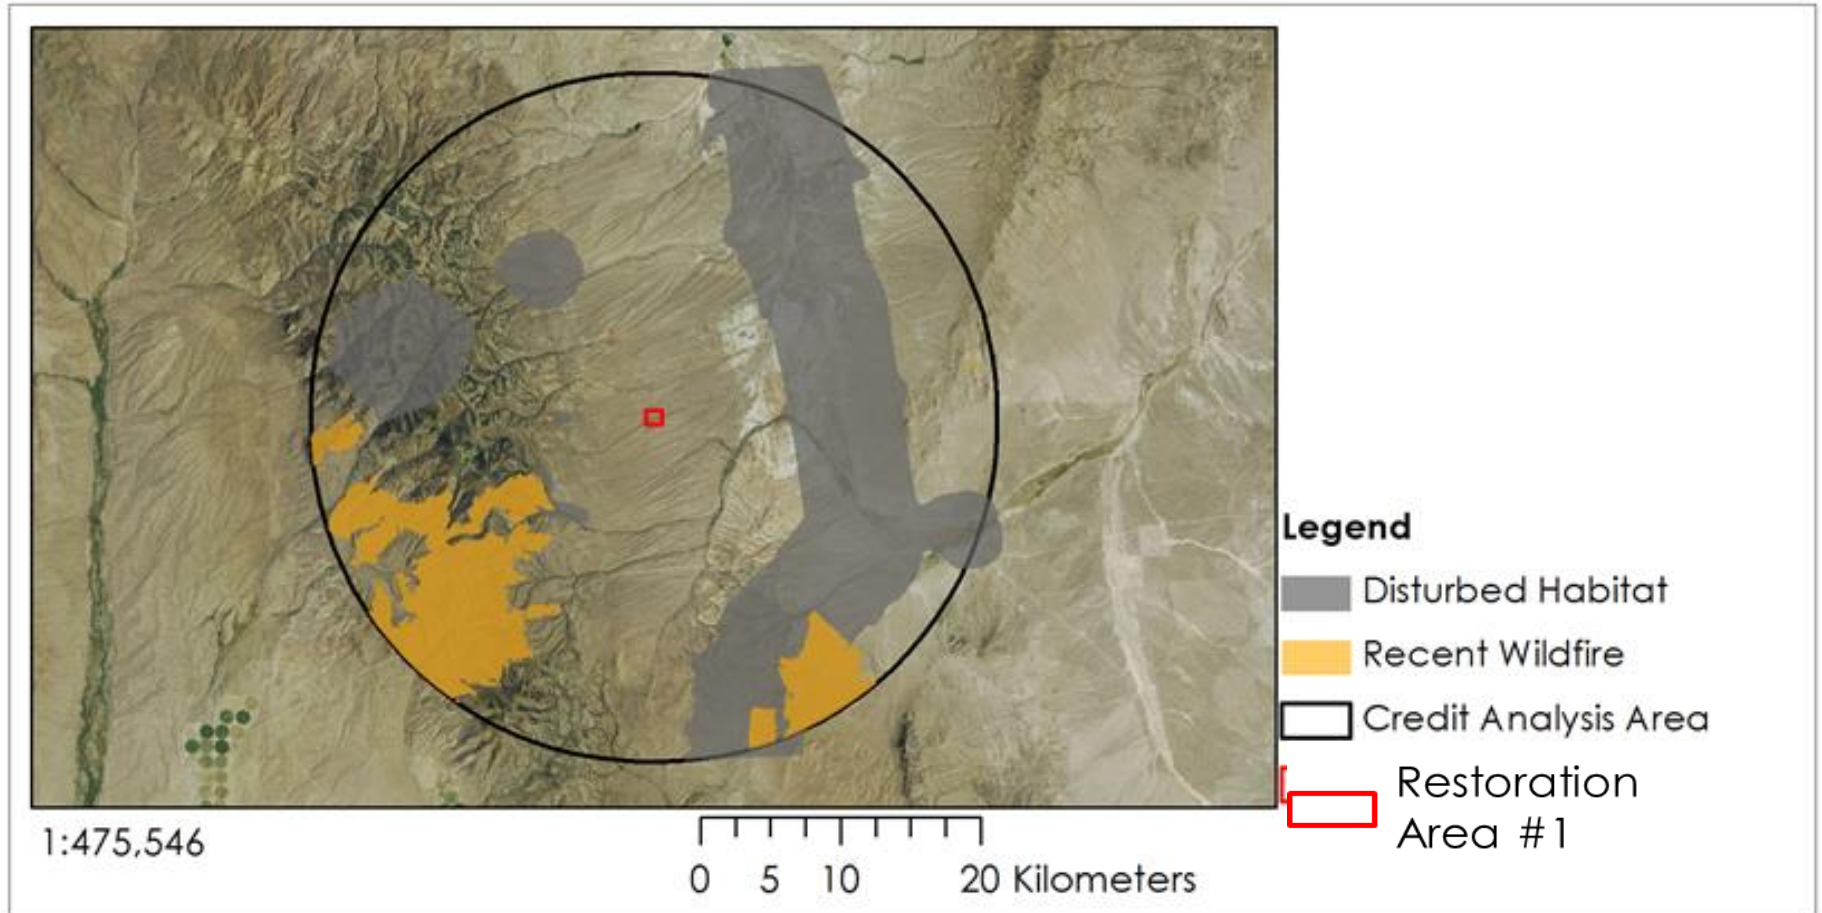 Legend
Disturbed Habitat
Recent Wildfire
Credit Analysis Area
Restoration
Area #1
1:475,546
0 5 10 20 Kilometers